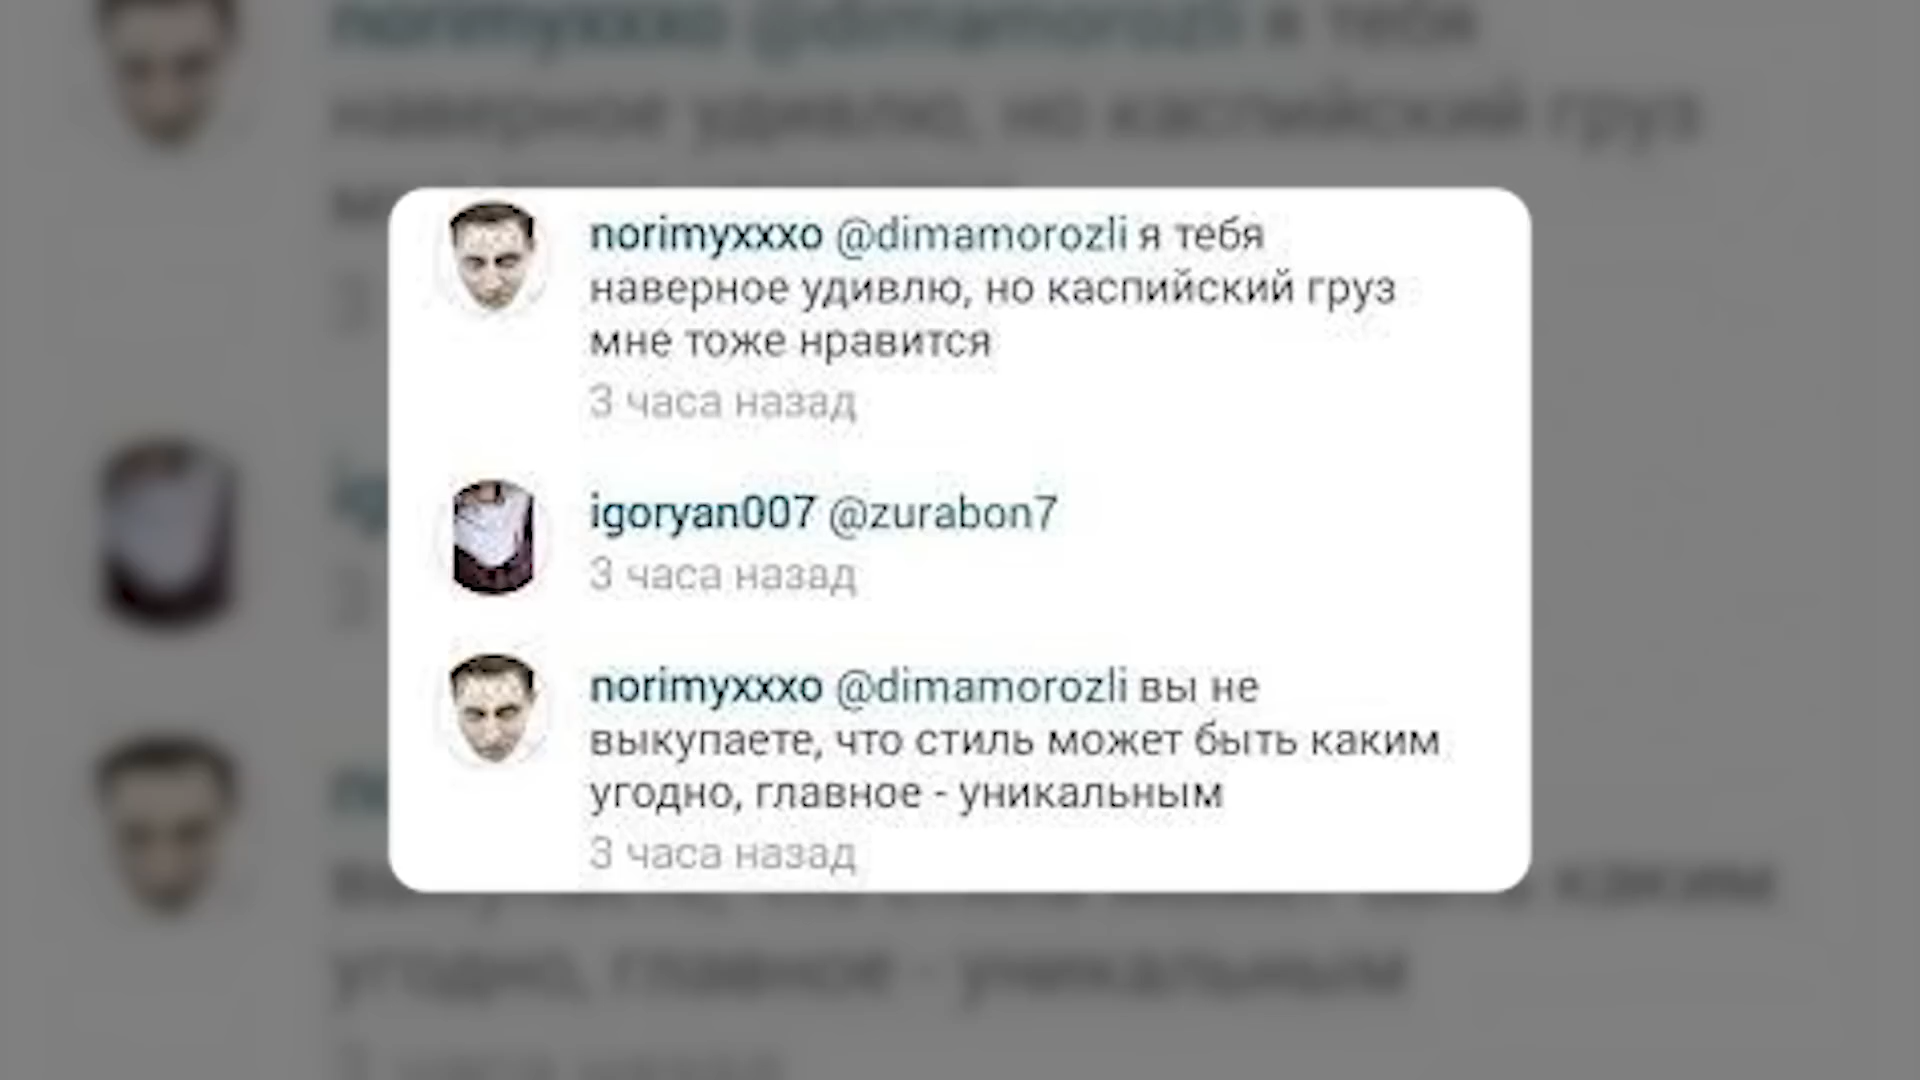 norimyxxxo @dimamorozli я тебя
наверное удивлю, но каспийский груз
мне тоже нравится
3 часа назад
igoryan007 @zurabon7
3 часа назад
norimyxxxo @dimamorozli вы не
выкупаете, что стиль может быть каким
угодно, главное - уникальным
3 часа назад